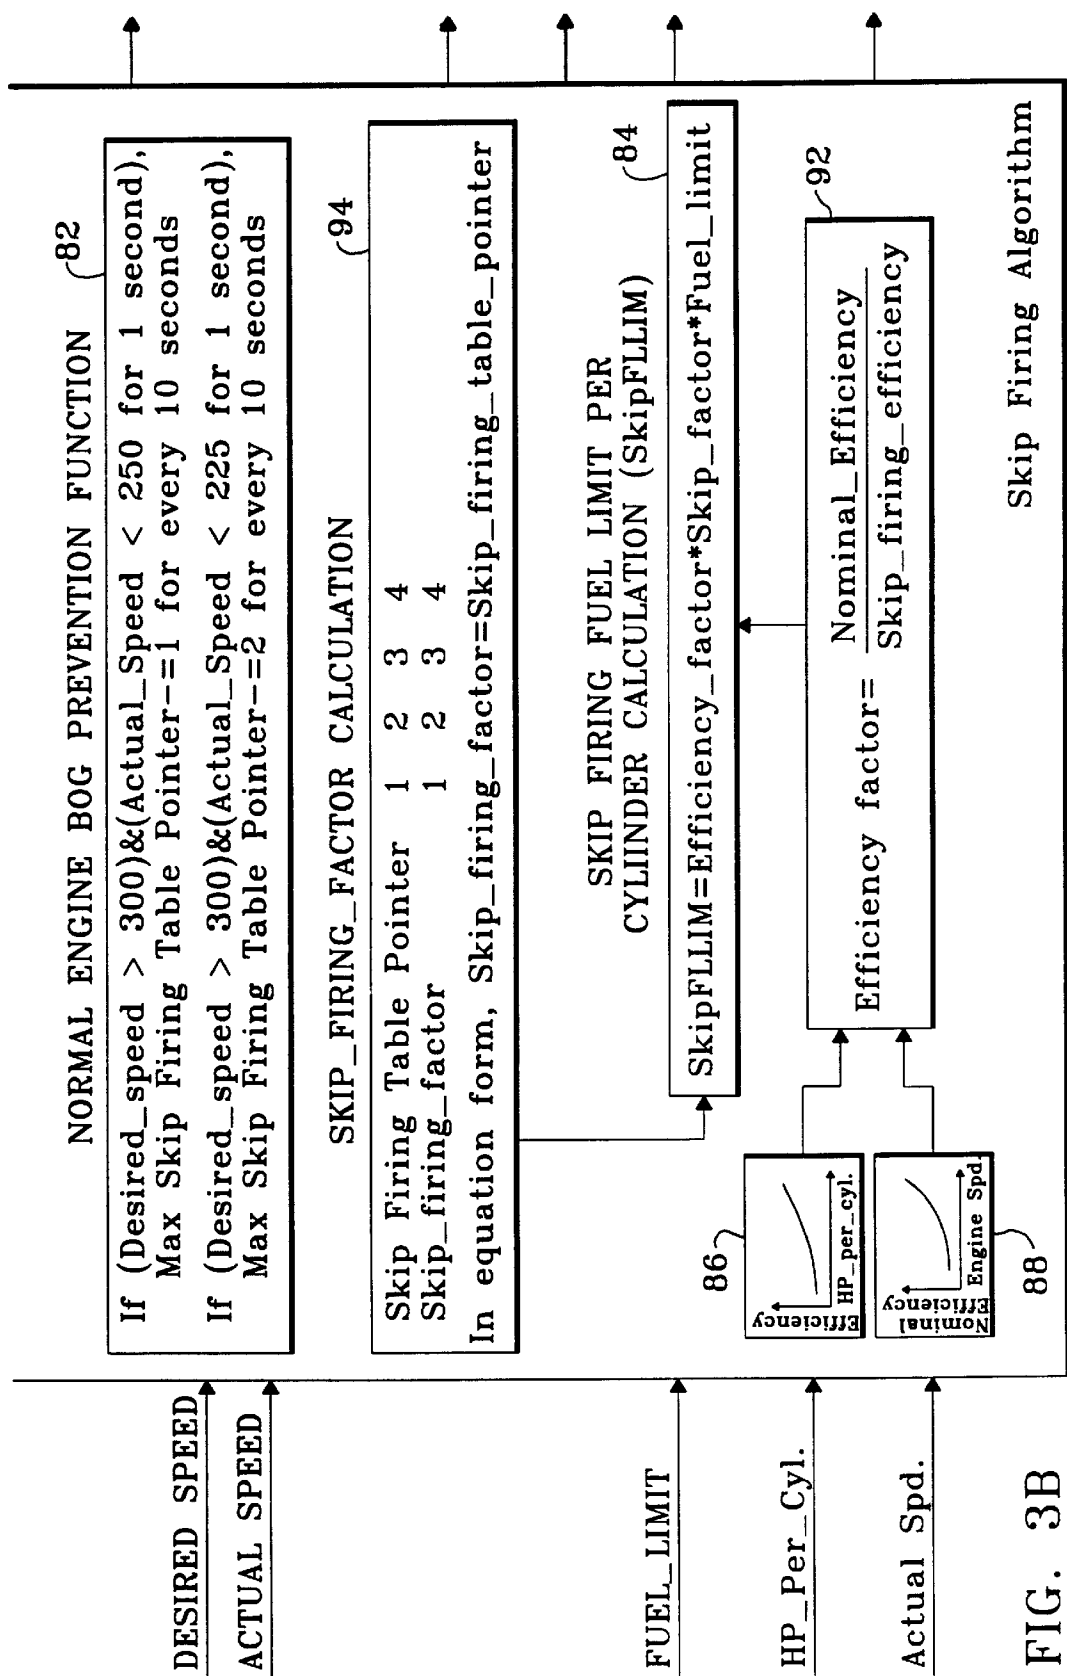 NORMAL ENGINE BOG PREVENTION FUNCTION
82
If (Desired_speed > 300)&(Actual_Speed < 250 for 1 second),
Max Skip Firing Table Pointer-=1 for every 10 seconds
If (Desired_speed > 300)&(Actual_Speed < 225 for 1 second),
Max Skip Firing Table Pointer-=2 for every 10 seconds
DESIRED SPEED
ACTUAL SPEED
SKIP_FIRING_FACTOR CALCULATION
94
Skip Firing Table Pointer 1 2 3 4
Skip_firing_factor 1 2 3 4
In equation form, Skip_firing_factor=Skip_firing_table_pointer
SKIP FIRING FUEL LIMIT PER
CYLIINDER CALCULATION (SkipFLLIM)
84
SkipFLLIM=Efficiency_factor*Skip_factor*Fuel_limit
FUEL_LIMIT
86
Efficiency
HP_per_cyl.
HP_Per_Cyl.
92
Efficiency factor=
Nominal_Efficiency
Skip_firing_efficiency
Nominal
Efficiency
Engine Spd.
88
Actual Spd.
Skip Firing Algorithm
FIG. 3B